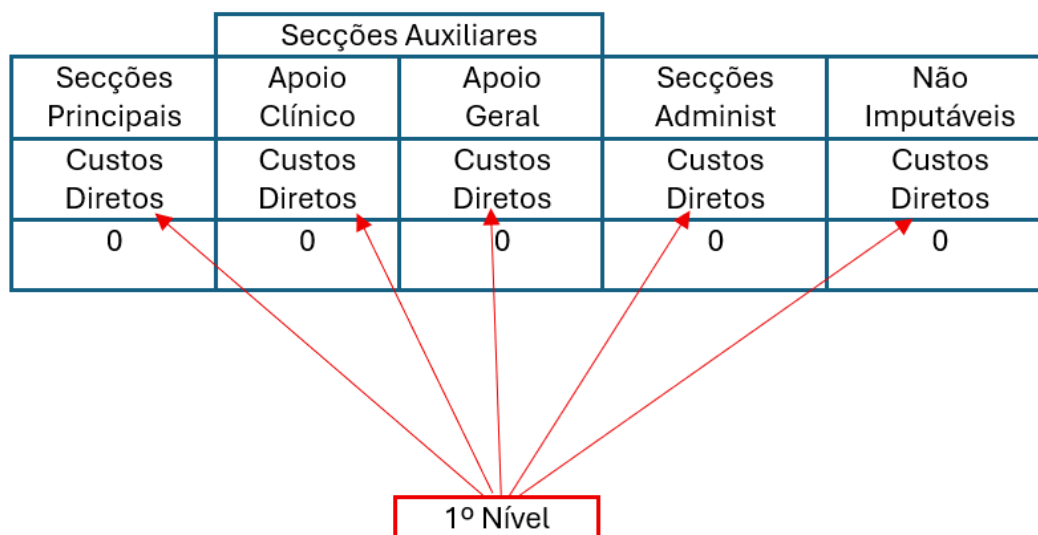 Secções Auxiliares
Secções Principais
Apoio Clínico
Apoio Geral
Secções Administ
Não Imputáveis
Custos Diretos
Custos Diretos
Custos Diretos
Custos Diretos
Custos Diretos
0
0
0
0
0
1º Nível